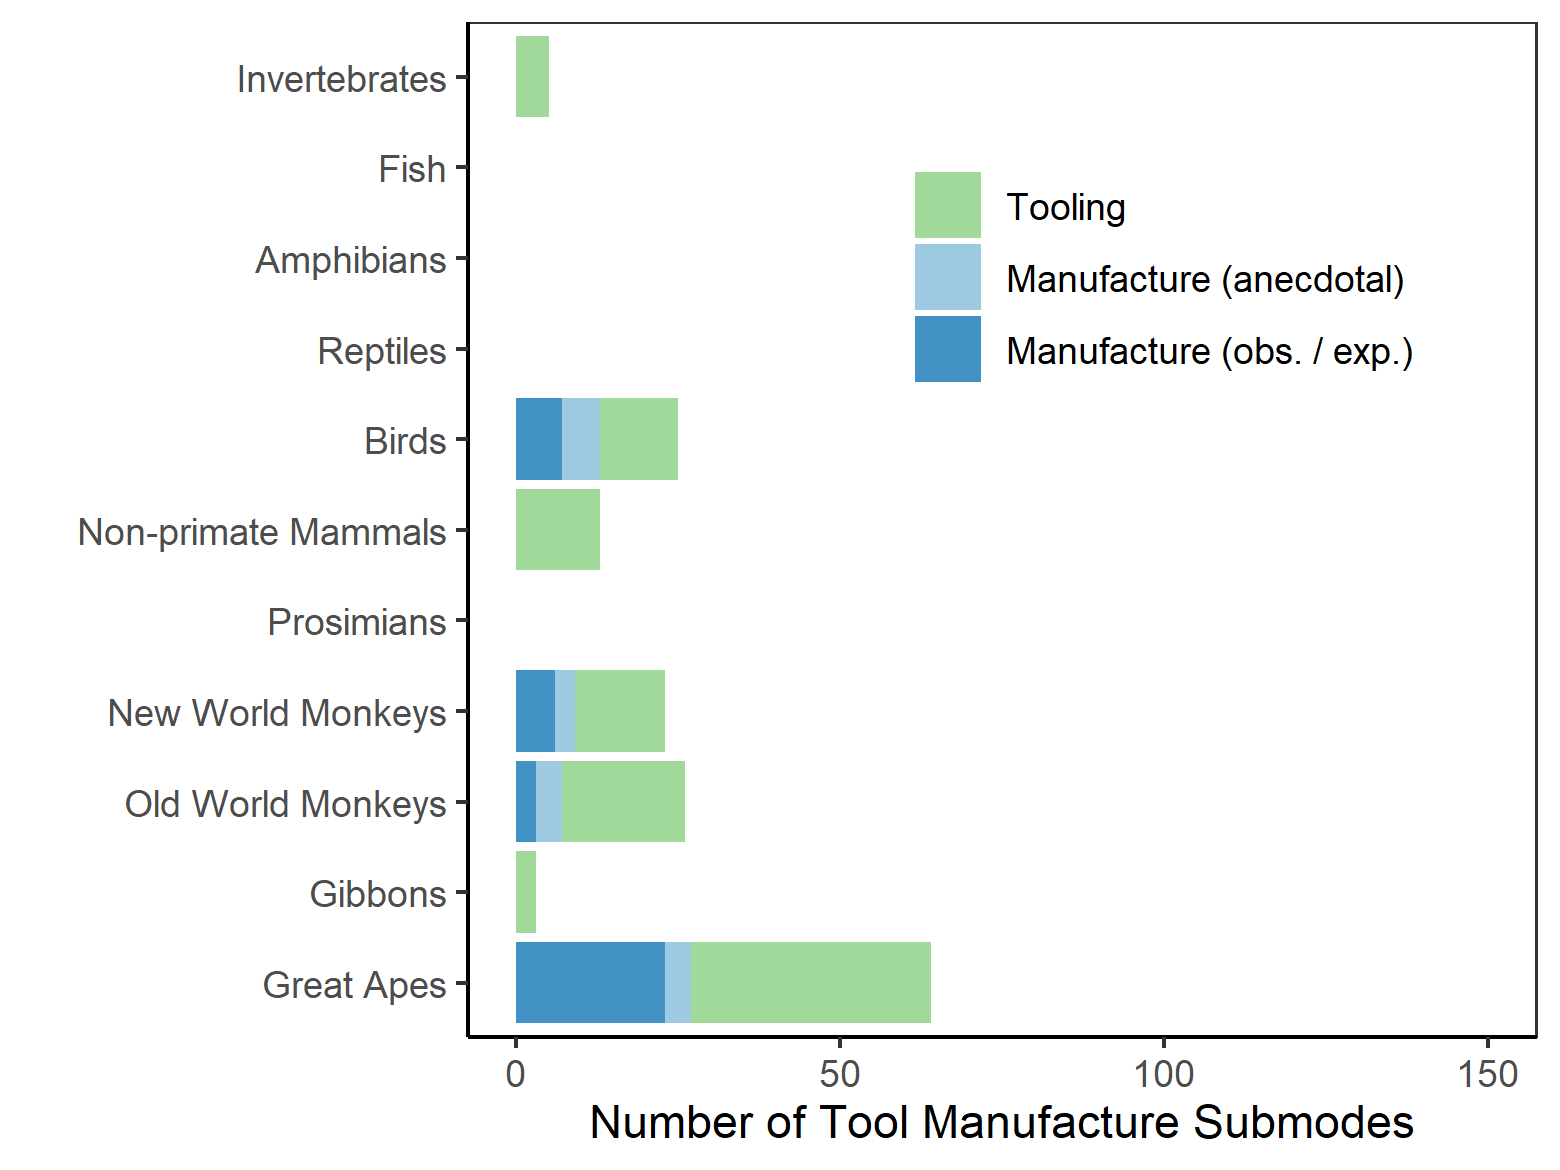 Invertebrates
Fish
Amphibians
Reptiles
Birds
Non-primate Mammals
Prosimians
New World Monkeys
Old World Monkeys
Gibbons
Great Apes
Tooling
Manufacture (anecdotal)
Manufacture (obs. / exp.)
0 50 100 150
Number of Tool Manufacture Submodes